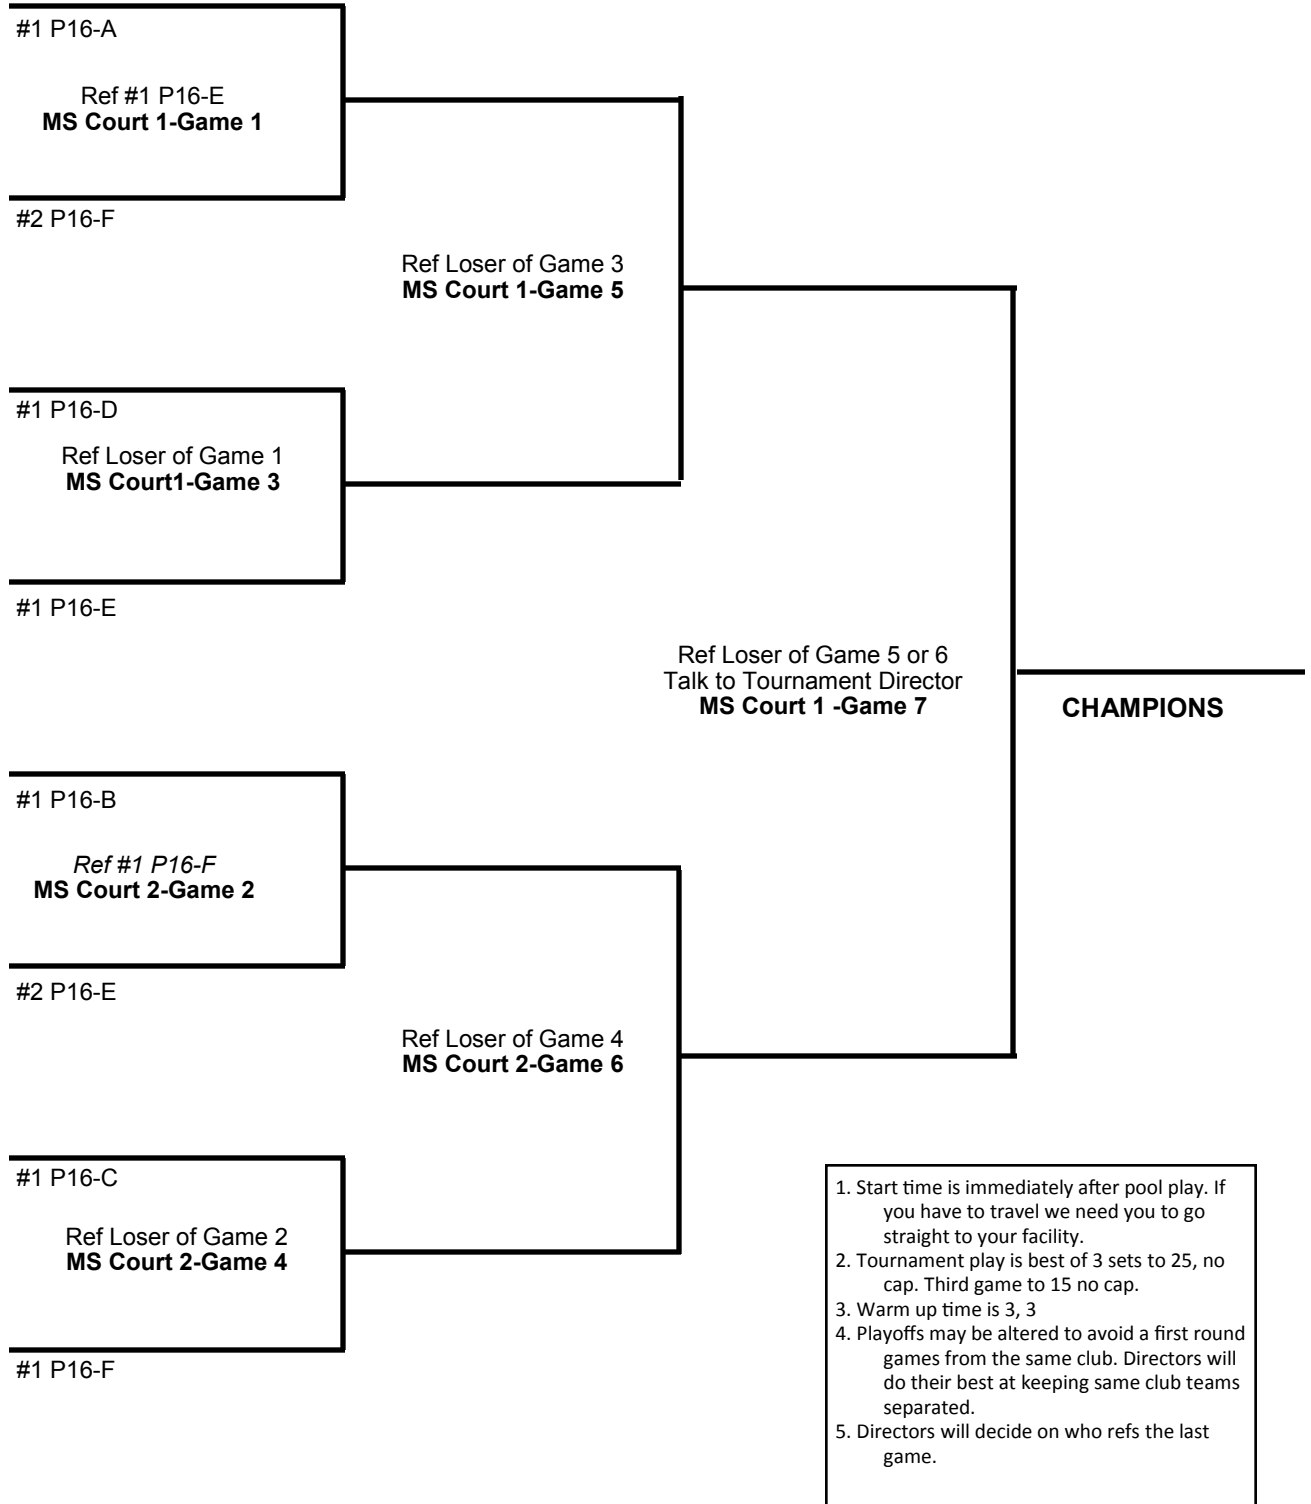 #1 P16-A
Ref #1 P16-E
MS Court 1-Game 1
#2 P16-F
Ref Loser of Game 3
MS Court 1-Game 5
#1 P16-D
Ref Loser of Game 1
MS Court1-Game 3
#1 P16-E
Ref Loser of Game 5 or 6
Talk to Tournament Director
MS Court 1 -Game 7
CHAMPIONS
#1 P16-B
Ref #1 P16-F
MS Court 2-Game 2
#2 P16-E
Ref Loser of Game 4
MS Court 2-Game 6
#1 P16-C
Ref Loser of Game 2
MS Court 2-Game 4
#1 P16-F
1. Start time is immediately after pool play. If
you have to travel we need you to go
straight to your facility.
2. Tournament play is best of 3 sets to 25, no
cap. Third game to 15 no cap.
3. Warm up time is 3, 3
4. Playoffs may be altered to avoid a first round
games from the same club. Directors will
do their best at keeping same club teams
separated.
5. Directors will decide on who refs the last
game.